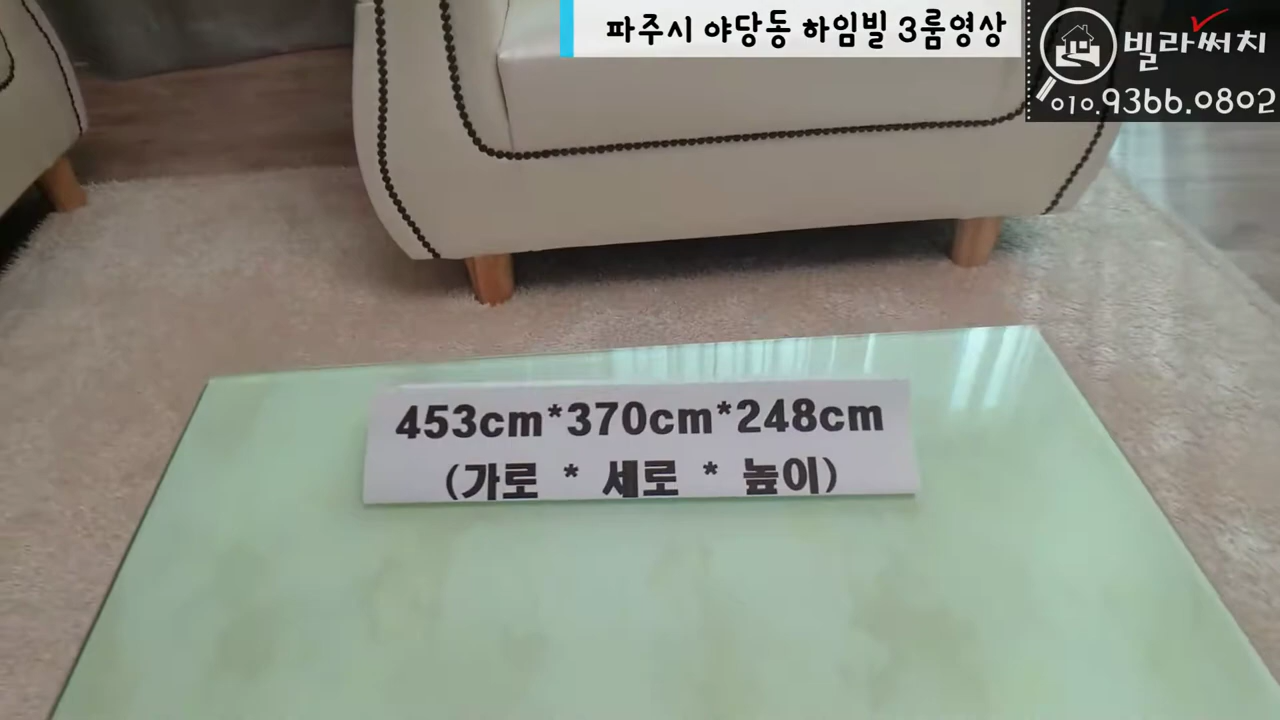 파주시 야당동 하임빌 3룸영상
빌라써치
010.9366.0802
453cm*370cm*248cm
(가로 * 세로 * 높이)